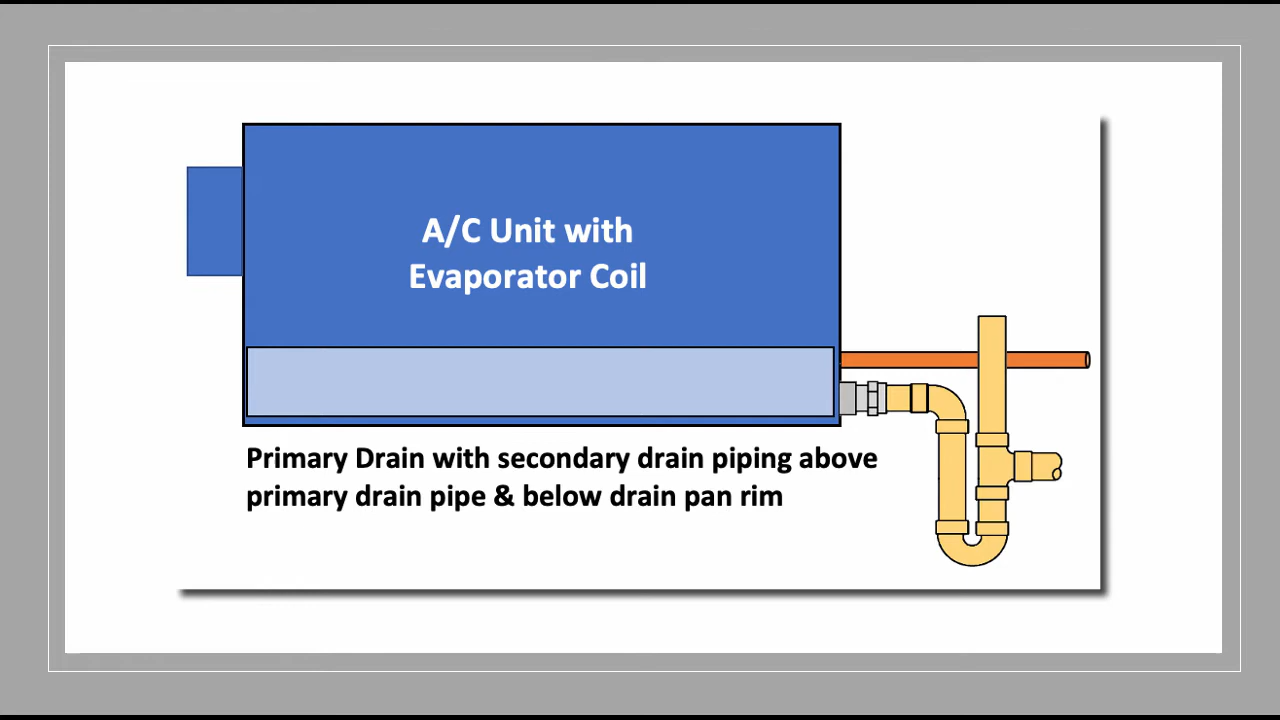 A/C Unit with
Evaporator Coil
Primary Drain with secondary drain piping above
primary drain pipe & below drain pan rim